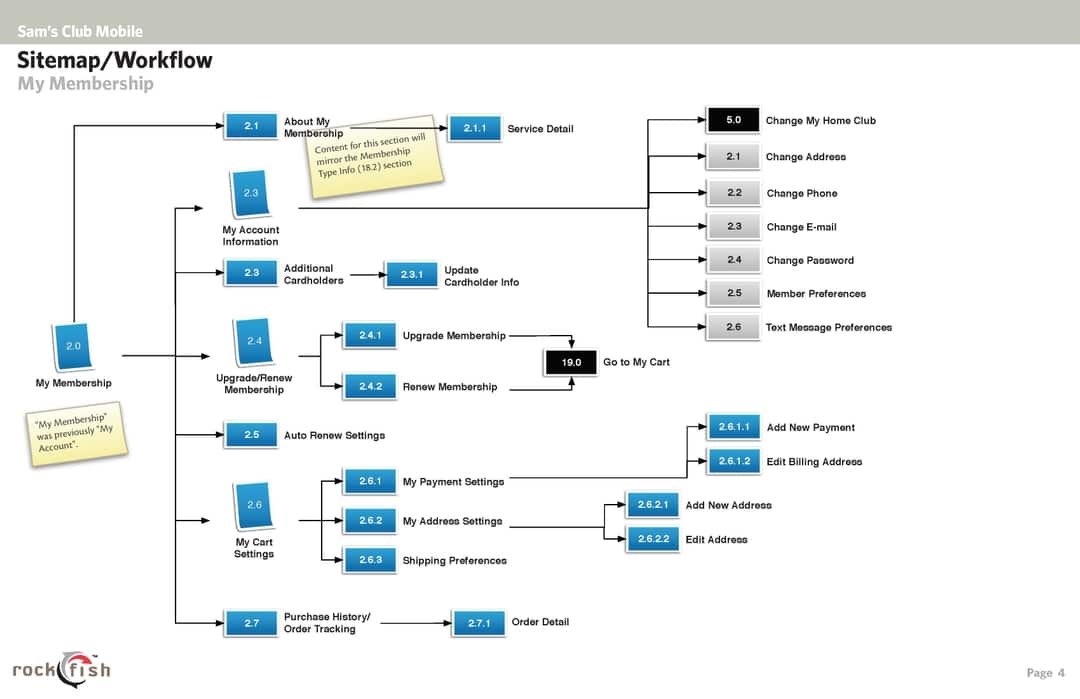 Sam's Club Mobile
Sitemap/Workflow
My Membership
2.1
About My
Membership
Content for this section will
mirror the Membership
Type Info (18.2) section
2.1.1
Service Detail
5.0
Change My Home Club
2.1
Change Address
2.2
Change Phone
2.3
Change E-mail
2.4
Change Password
2.5
Member Preferences
2.6
Text Message Preferences
2.3
My Account
Information
2.3
Additional
Cardholders
2.3.1
Update
Cardholder Info
2.0
My Membership
"My Membership"
was previously "My
Account".
2.4
Upgrade/Renew
Membership
2.4.1
Upgrade Membership
2.4.2
Renew Membership
19.0
Go to My Cart
2.5
Auto Renew Settings
2.6
My Cart
Settings
2.6.1
My Payment Settings
2.6.1.1
Add New Payment
2.6.1.2
Edit Billing Address
2.6.2
My Address Settings
2.6.2.1
Add New Address
2.6.2.2
Edit Address
2.6.3
Shipping Preferences
2.7
Purchase History/
Order Tracking
2.7.1
Order Detail
rockfish™
Page 4